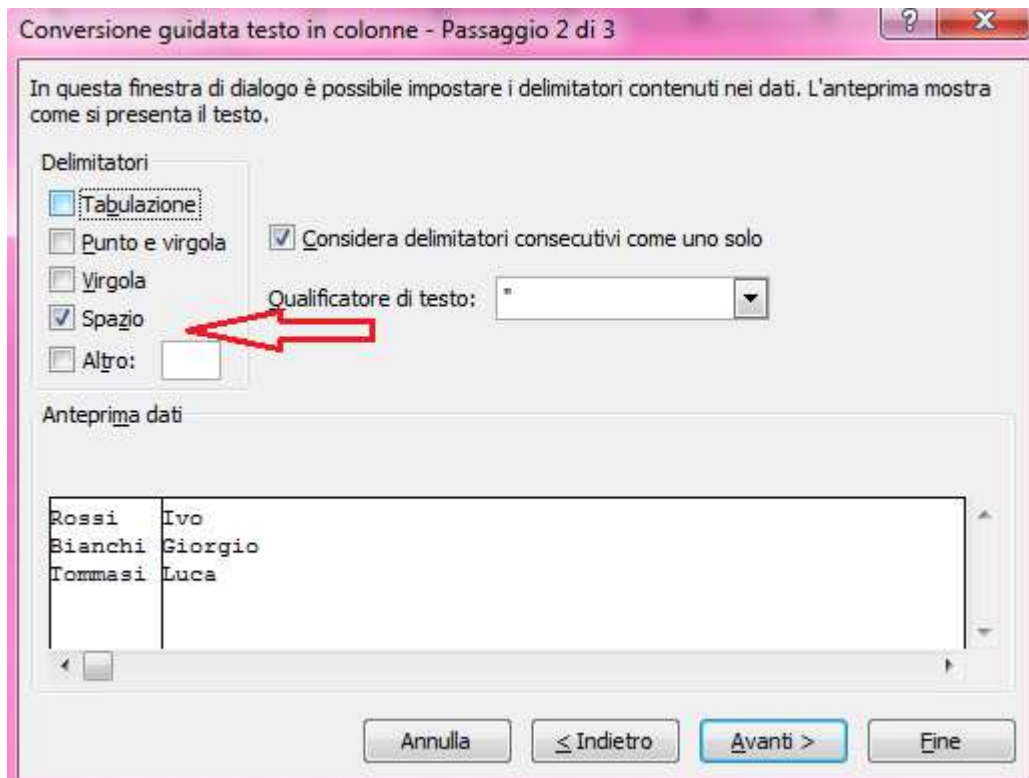 Conversione guidata testo in colonne - Passaggio 2 di 3
In questa finestra di dialogo è possibile impostare i delimitatori contenuti nei dati. L'anteprima mostra
come si presenta il testo.
Delimitatori
Tabulazione
Punto e virgola
Virgola
Spazio
Altro:
Considera delimitatori consecutivi come uno solo
Qualificatore di testo: "
Anteprima dati
Rossi Ivo
Bianchi Giorgio
Tommasi Luca
Annulla < Indietro Avanti > Fine